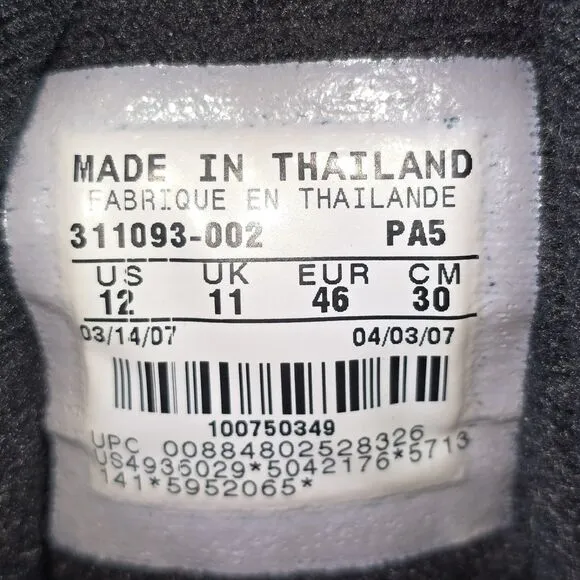 MADE IN THAILAND
FABRIQUE EN THAILANDE
311093-002 PA5
US UK EUR CM
12 11 46 30
03/14/07 04/03/07
100750349
UPC 00884802528326
US4936029*5042176*5713
141*5952065*